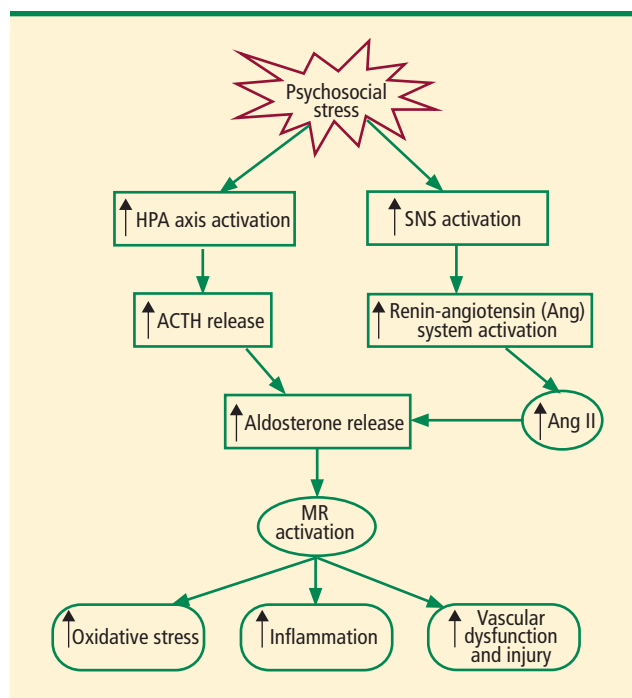 Psychosocial
stress
HPA axis activation
SNS activation
ACTH release
Renin-angiotensin (Ang)
system activation
Aldosterone release
Ang II
MR
activation
Oxidative stress
Inflammation
Vascular
dysfunction
and injury